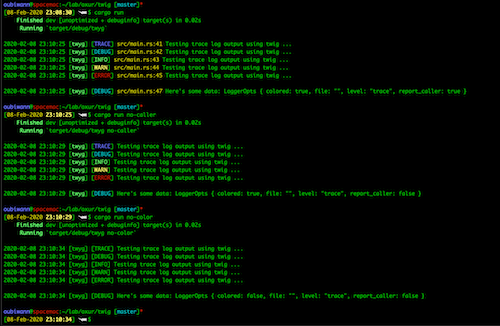 oubiwann@spacemac:~/lab/oxur/twig [master]*
[08-Feb-2020 23:08:30] $ cargo run
Finished dev [unoptimized + debuginfo] target(s) in 0.02s
Running `target/debug/twyg`
2020-02-08 23:10:25 [twyg] [TRACE] src/main.rs:41 Testing trace log output using twig ...
2020-02-08 23:10:25 [twyg] [DEBUG] src/main.rs:42 Testing trace log output using twig ...
2020-02-08 23:10:25 [twyg] [INFO] src/main.rs:43 Testing trace log output using twig ...
2020-02-08 23:10:25 [twyg] [WARN] src/main.rs:44 Testing trace log output using twig ...
2020-02-08 23:10:25 [twyg] [ERROR] src/main.rs:45 Testing trace log output using twig ...
2020-02-08 23:10:25 [twyg] [DEBUG] src/main.rs:47 Here's some data: LoggerOpts { colored: true, file: "", level: "trace", report_caller: true }
oubiwann@spacemac:~/lab/oxur/twig [master]*
[08-Feb-2020 23:10:25] $ cargo run no-caller
Finished dev [unoptimized + debuginfo] target(s) in 0.02s
Running `target/debug/twyg no-caller`
2020-02-08 23:10:29 [twyg] [TRACE] Testing trace log output using twig ...
2020-02-08 23:10:29 [twyg] [DEBUG] Testing trace log output using twig ...
2020-02-08 23:10:29 [twyg] [INFO] Testing trace log output using twig ...
2020-02-08 23:10:29 [twyg] [WARN] Testing trace log output using twig ...
2020-02-08 23:10:29 [twyg] [ERROR] Testing trace log output using twig ...
2020-02-08 23:10:29 [twyg] [DEBUG] Here's some data: LoggerOpts { colored: true, file: "", level: "trace", report_caller: false }
oubiwann@spacemac:~/lab/oxur/twig [master]*
[08-Feb-2020 23:10:29] $ cargo run no-color
Finished dev [unoptimized + debuginfo] target(s) in 0.02s
Running `target/debug/twyg no-color`
2020-02-08 23:10:34 [twyg] [TRACE] Testing trace log output using twig ...
2020-02-08 23:10:34 [twyg] [DEBUG] Testing trace log output using twig ...
2020-02-08 23:10:34 [twyg] [INFO] Testing trace log output using twig ...
2020-02-08 23:10:34 [twyg] [WARN] Testing trace log output using twig ...
2020-02-08 23:10:34 [twyg] [ERROR] Testing trace log output using twig ...
2020-02-08 23:10:34 [twyg] [DEBUG] Here's some data: LoggerOpts { colored: false, file: "", level: "trace", report_caller: false }
oubiwann@spacemac:~/lab/oxur/twig [master]*
[08-Feb-2020 23:10:34] $